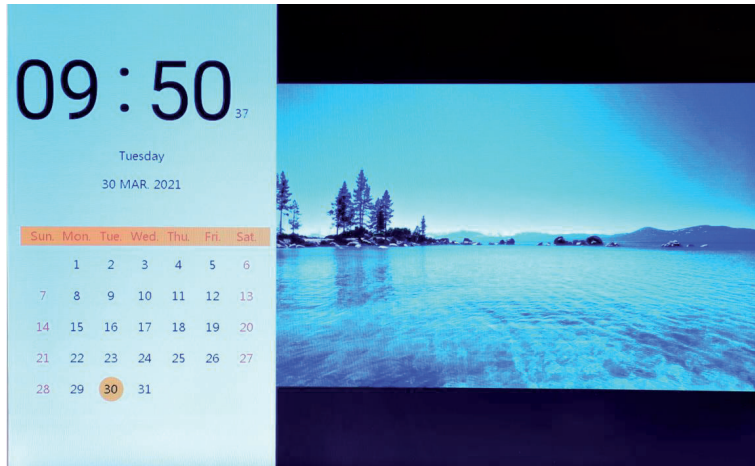 09 : 50 37
Tuesday
30 MAR. 2021
Sun. Mon. Tue. Wed. Thu. Fri. Sat.
1 2 3 4 5 6
7 8 9 10 11 12 13
14 15 16 17 18 19 20
21 22 23 24 25 26 27
28 29 30 31